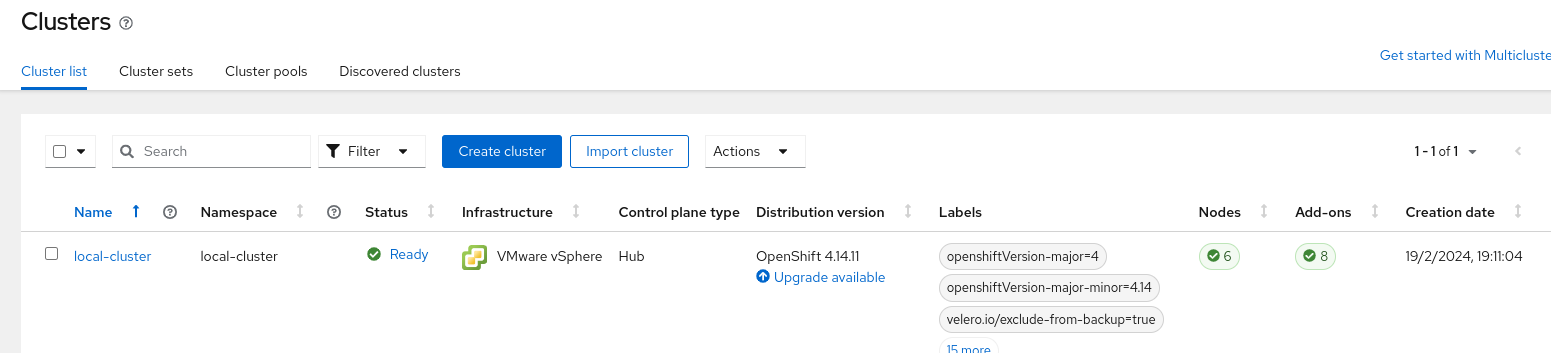 Clusters
Get started with Multicluste
Cluster list Cluster sets Cluster pools Discovered clusters
Search Filter Create cluster Import cluster Actions 1 - 1 of 1
Name Namespace Status Infrastructure Control plane type Distribution version Labels Nodes Add-ons Creation date
local-cluster local-cluster Ready VMware vSphere Hub OpenShift 4.14.11 openshiftVersion-major=4 6 8 19/2/2024, 19:11:04
Upgrade available openshiftVersion-major-minor=4.14
velero.io/exclude-from-backup=true
15 more